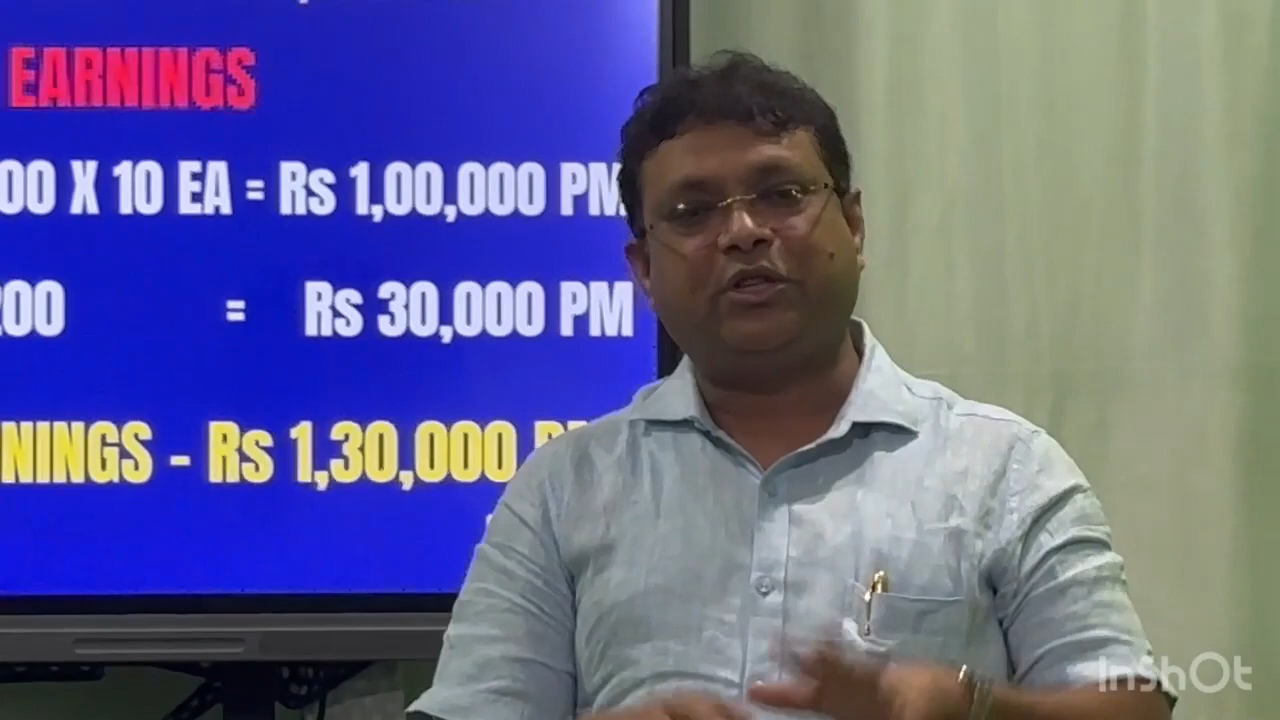 EARNINGS
00 X 10 EA = Rs 1,00,000 PM
200 = Rs 30,000 PM
NINGS - Rs 1,30,000
InShOt